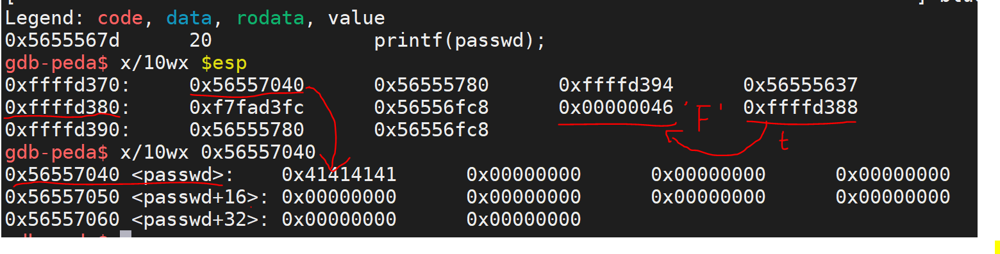 Legend: code, data, rodata, value
0x5655567d 20 printf(passwd);
gdb-peda$ x/10wx $esp
0xffffd370: 0x56557040 0x56555780 0xffffd394 0x56555637
0xffffd380: 0xf7fad3fc 0x56556fc8 0x00000046 'F' 0xffffd388
0xffffd390: 0x56555780 0x56556fc8
t
gdb-peda$ x/10wx 0x56557040
0x56557040 <passwd>: 0x41414141 0x00000000 0x00000000 0x00000000
0x56557050 <passwd+16>: 0x00000000 0x00000000 0x00000000 0x00000000
0x56557060 <passwd+32>: 0x00000000 0x00000000